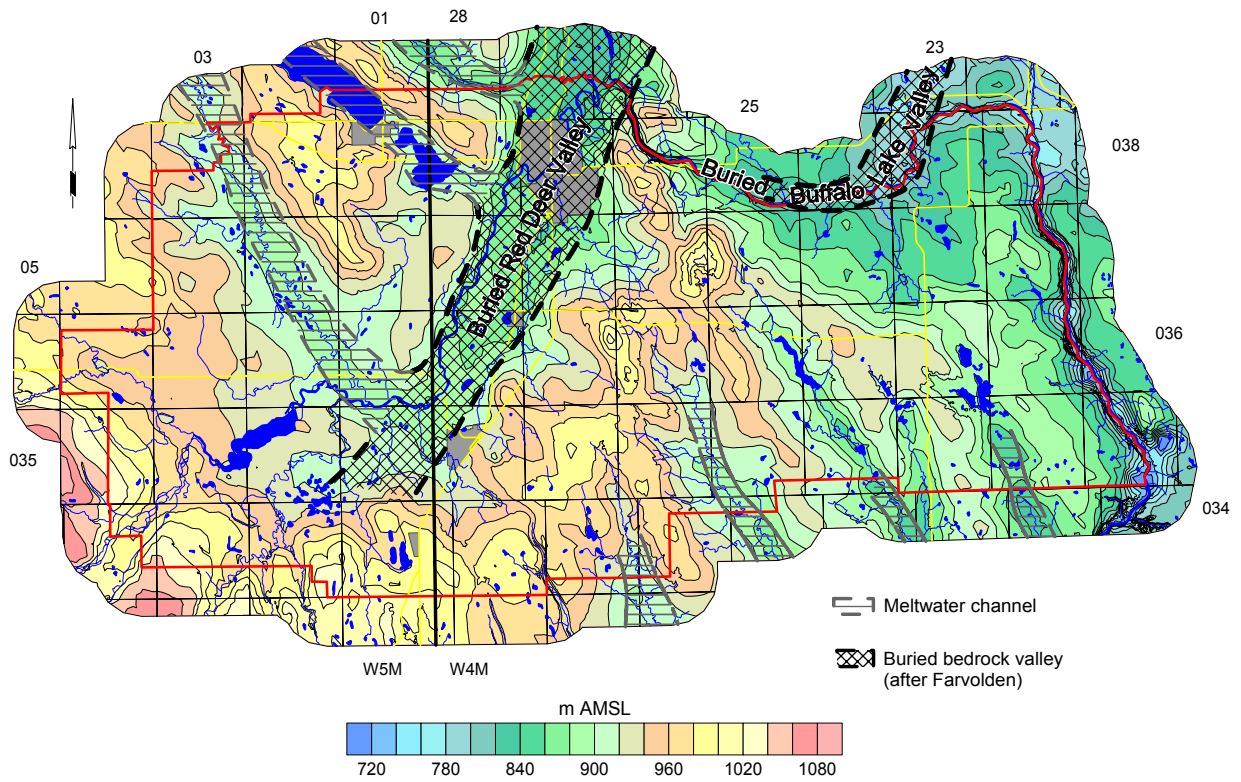 01
28
03
23
25
038
Buried Red Deer Valley
Buried Buffalo Lake Valley
05
036
035
034
Meltwater channel
W5M
W4M
Buried bedrock valley
(after Farvolden)
m AMSL
720 780 840 900 960 1020 1080